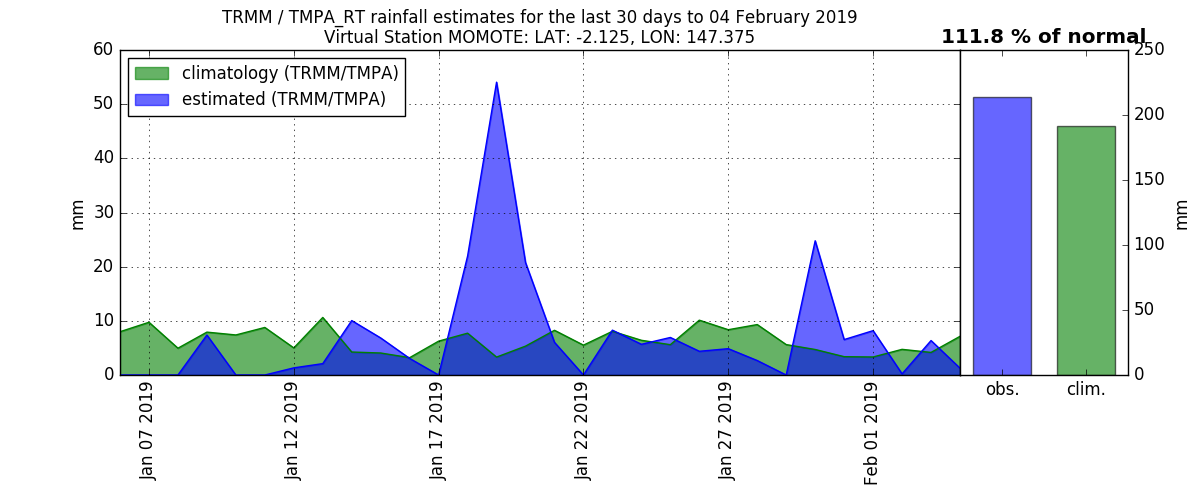 TRMM / TMPA_RT rainfall estimates for the last 30 days to 04 February 2019
Virtual Station MOMOTE: LAT: -2.125, LON: 147.375
111.8 % of normal
climatology (TRMM/TMPA)
estimated (TRMM/TMPA)
60
50
40
30
20
10
0
mm
Jan 07 2019
Jan 12 2019
Jan 17 2019
Jan 22 2019
Jan 27 2019
Feb 01 2019
250
200
150
100
50
0
mm
obs.
clim.